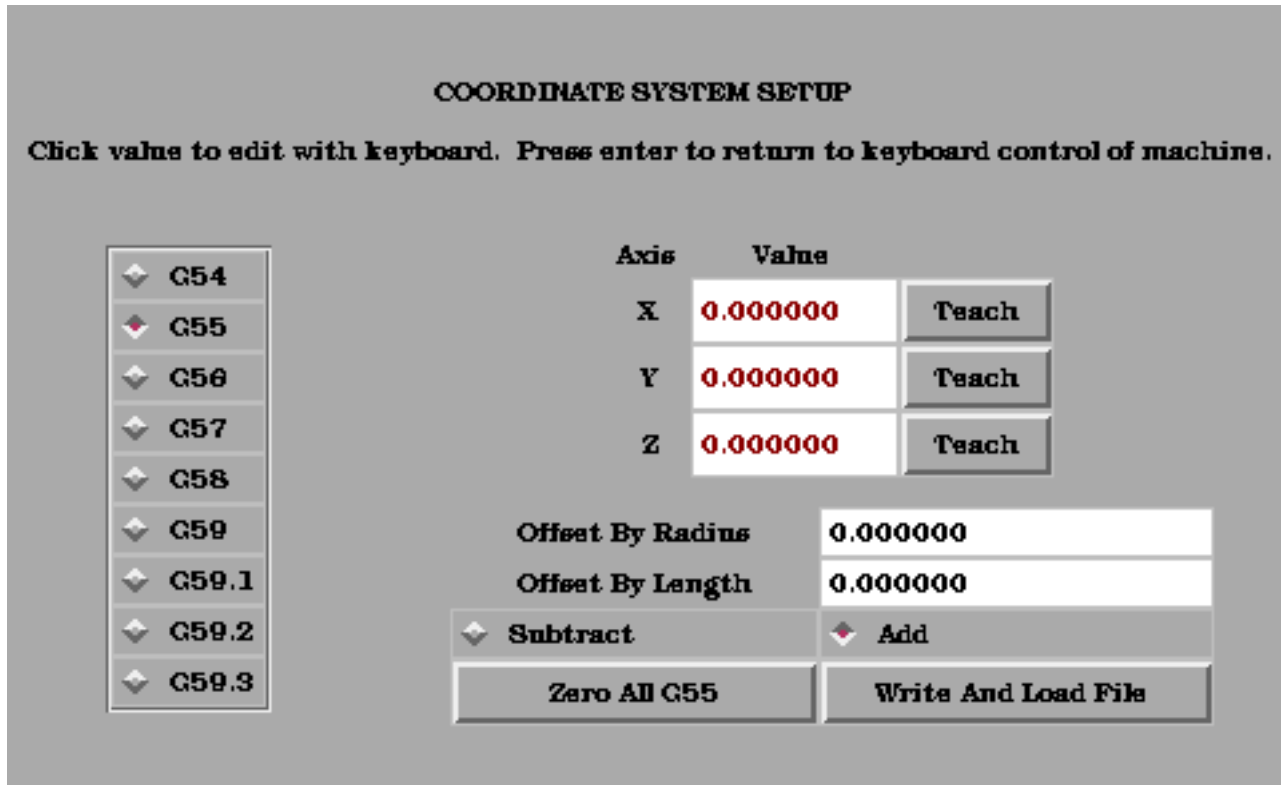 COORDINATE SYSTEM SETUP
Click value to edit with keyboard. Press enter to return to keyboard control of machine.
G54
G55
G56
G57
G58
G59
G59.1
G59.2
G59.3
Axis Value
X 0.000000 Teach
Y 0.000000 Teach
Z 0.000000 Teach
Offset By Radius 0.000000
Offset By Length 0.000000
Subtract Add
Zero All G55 Write And Load File